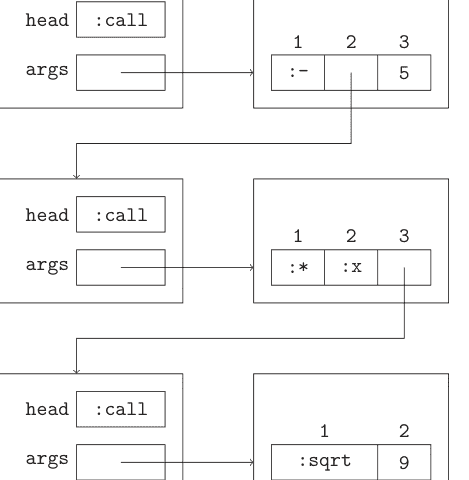 head :call
1 2 3
args :- 5
head :call
1 2 3
args :* :x
head :call
1 2
args :sqrt 9